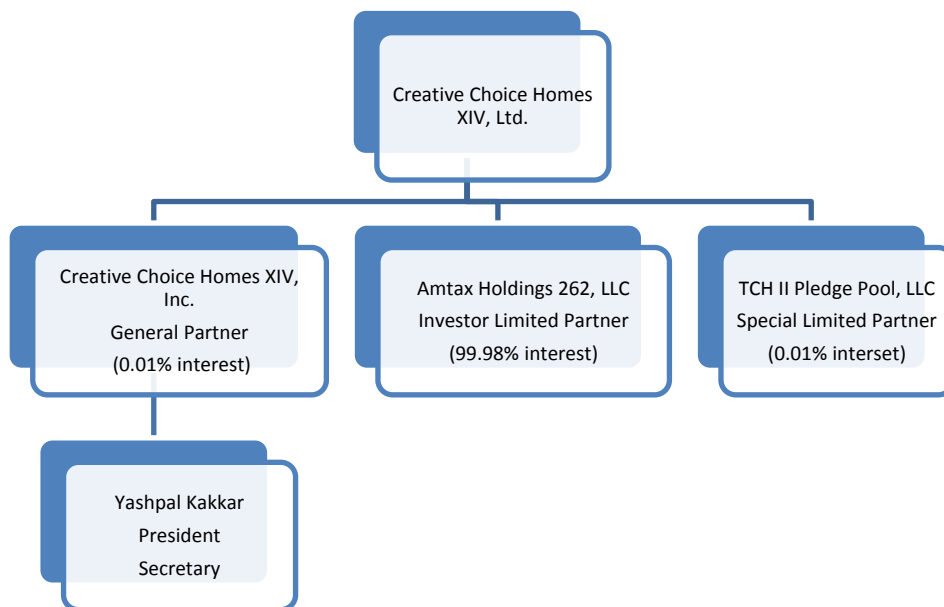 Creative Choice Homes
XIV, Ltd.
Creative Choice Homes XIV,
Inc.
General Partner
(0.01% interest)
Amtax Holdings 262, LLC
Investor Limited Partner
(99.98% interest)
TCH II Pledge Pool, LLC
Special Limited Partner
(0.01% interset)
Yashpal Kakkar
President
Secretary